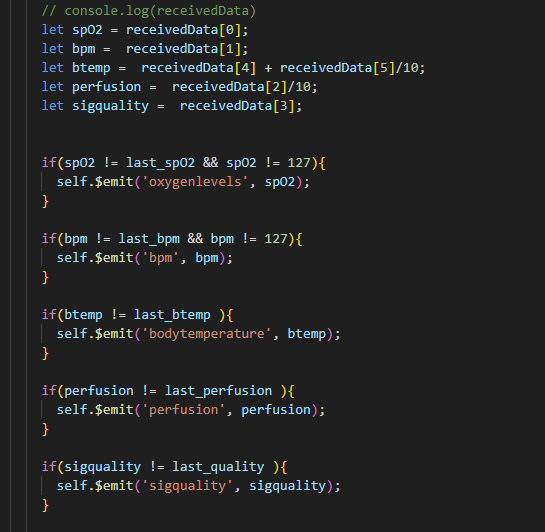 // console.log(receivedData)
let spO2 = receivedData[0];
let bpm =  receivedData[1];
let btemp =  receivedData[4] + receivedData[5]/10;
let perfusion =  receivedData[2]/10;
let sigquality =  receivedData[3];
if(spO2 != last_spO2 && spO2 != 127){
self.$emit('oxygenlevels', spO2);
}
if(bpm != last_bpm && bpm != 127){
self.$emit('bpm', bpm);
}
if(btemp != last_btemp ){
self.$emit('bodytemperature', btemp);
}
if(perfusion != last_perfusion ){
self.$emit('perfusion', perfusion);
}
if(sigquality != last_quality ){
self.$emit('sigquality', sigquality);
}